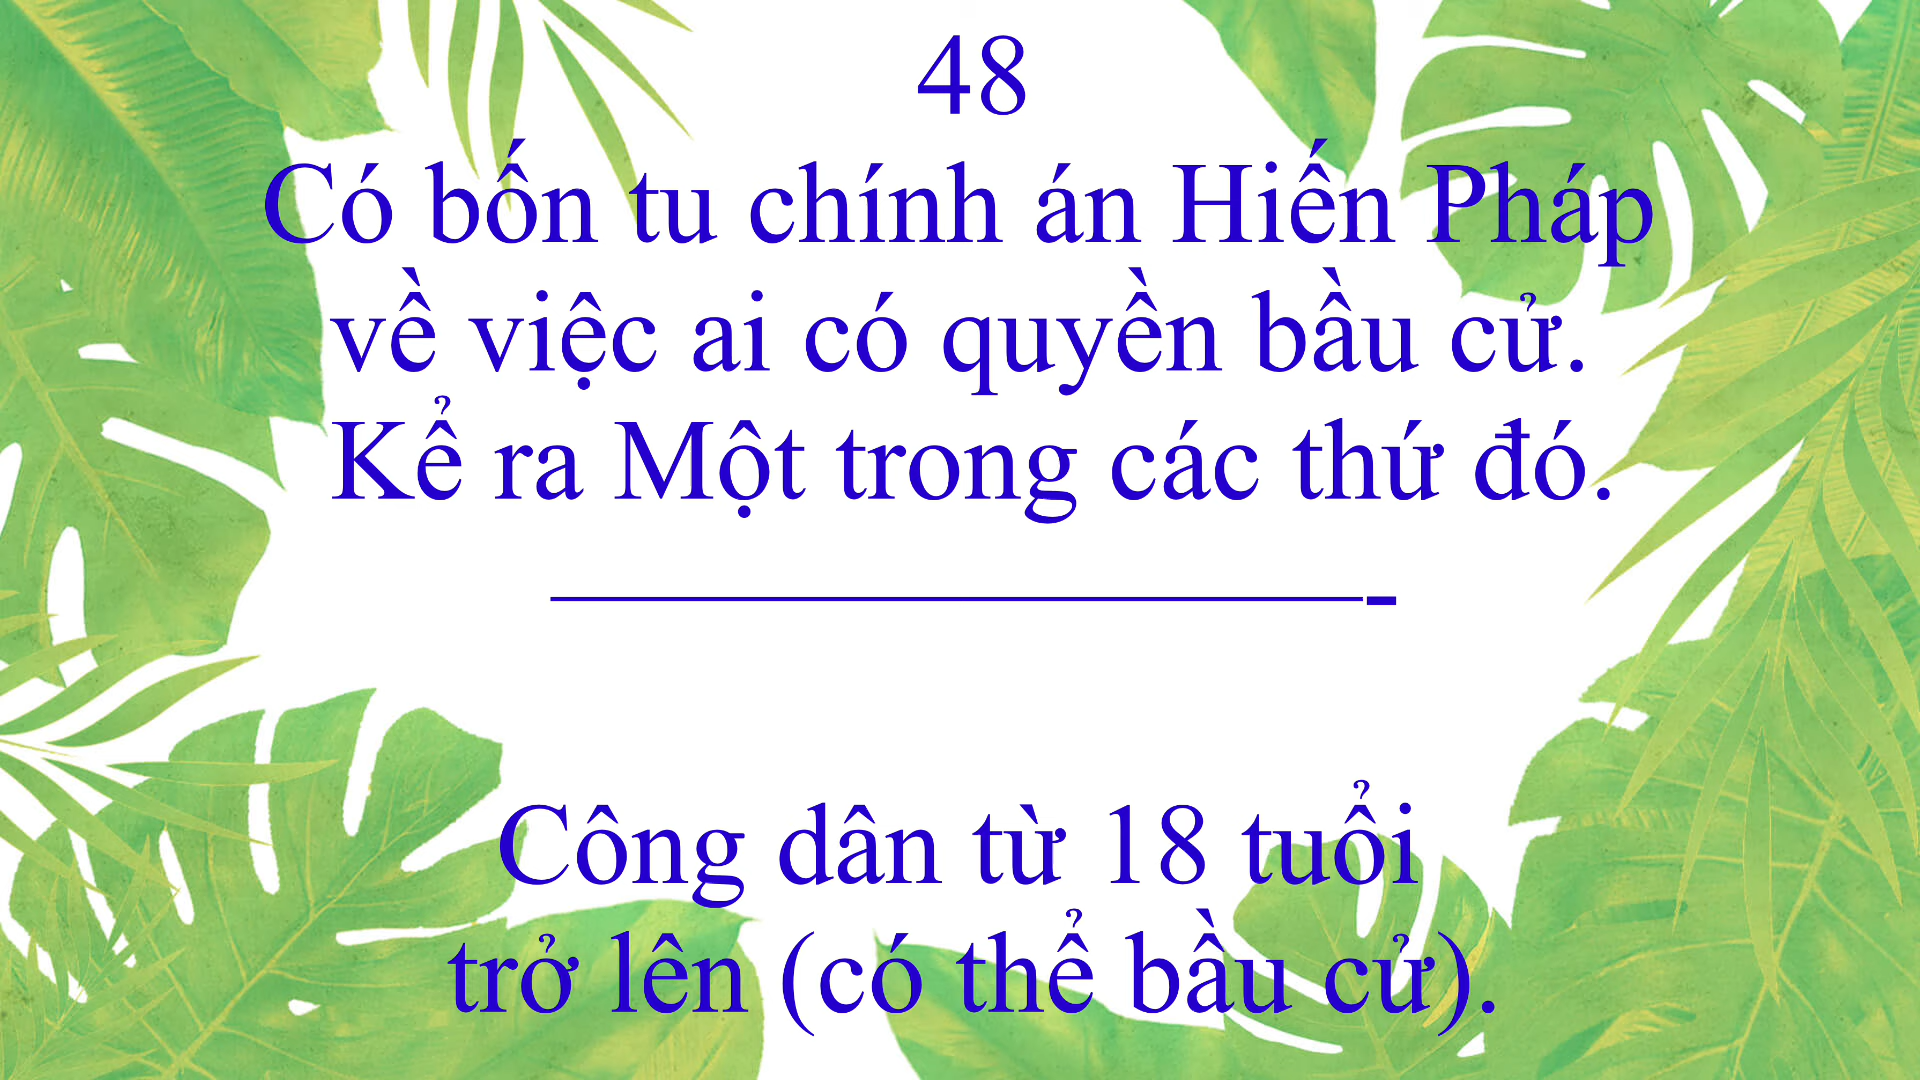 48
Có bốn tu chính án Hiến Pháp
về việc ai có quyền bầu cử.
Kể ra Một trong các thứ đó.
———————————-
Công dân từ 18 tuổi
trở lên (có thể bầu cử).